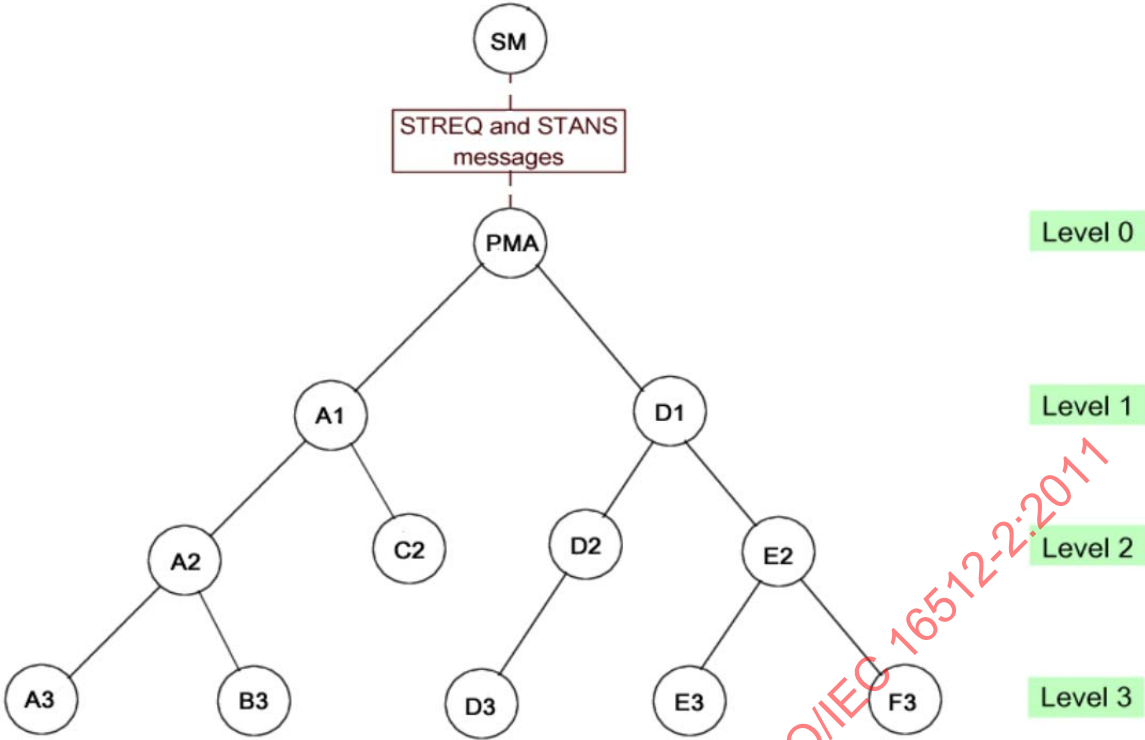 SM
STREQ and STANS
messages
PMA
Level 0
A1
D1
Level 1
A2
C2
D2
E2
Level 2
A3
B3
D3
E3
F3
Level 3
O/IEC 16512-2:2011